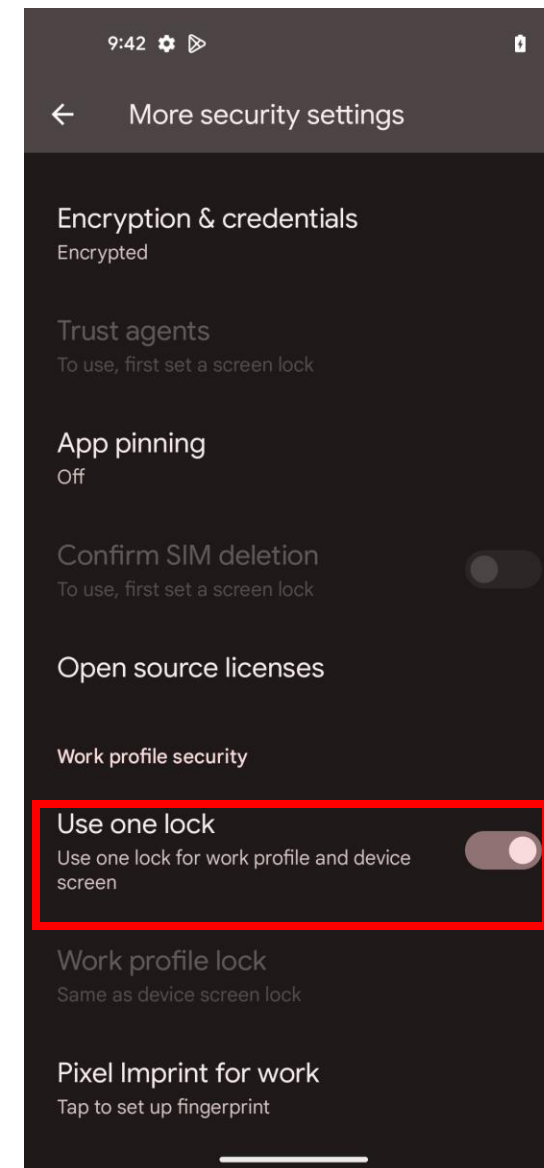 9:42
More security settings
Encryption & credentials
Encrypted
Trust agents
To use, first set a screen lock
App pinning
Off
Confirm SIM deletion
To use, first set a screen lock
Open source licenses
Work profile security
Use one lock
Use one lock for work profile and device
screen
Work profile lock
Same as device screen lock
Pixel Imprint for work
Tap to set up fingerprint